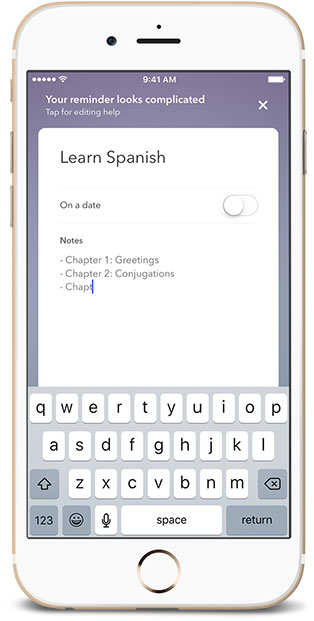 9:41 AM
Your reminder looks complicated
Tap for editing help
Learn Spanish
On a date
Notes
- Chapter 1: Greetings
- Chapter 2: Conjugations
- Chapt
q w e r t y u i o p
a s d f g h j k l
z x c v b n m
123 space return